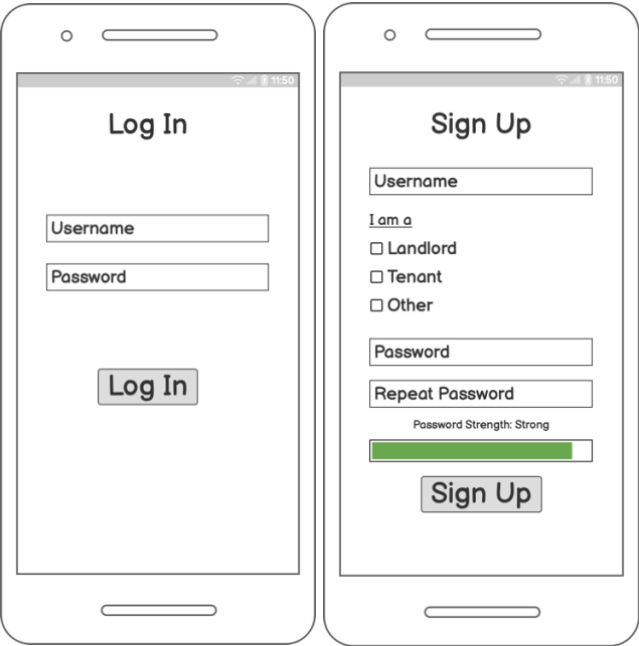 11:50
Log In
Username
Password
Log In
11:50
Sign Up
Username
I am a
Landlord
Tenant
Other
Password
Repeat Password
Password Strength: Strong
Sign Up